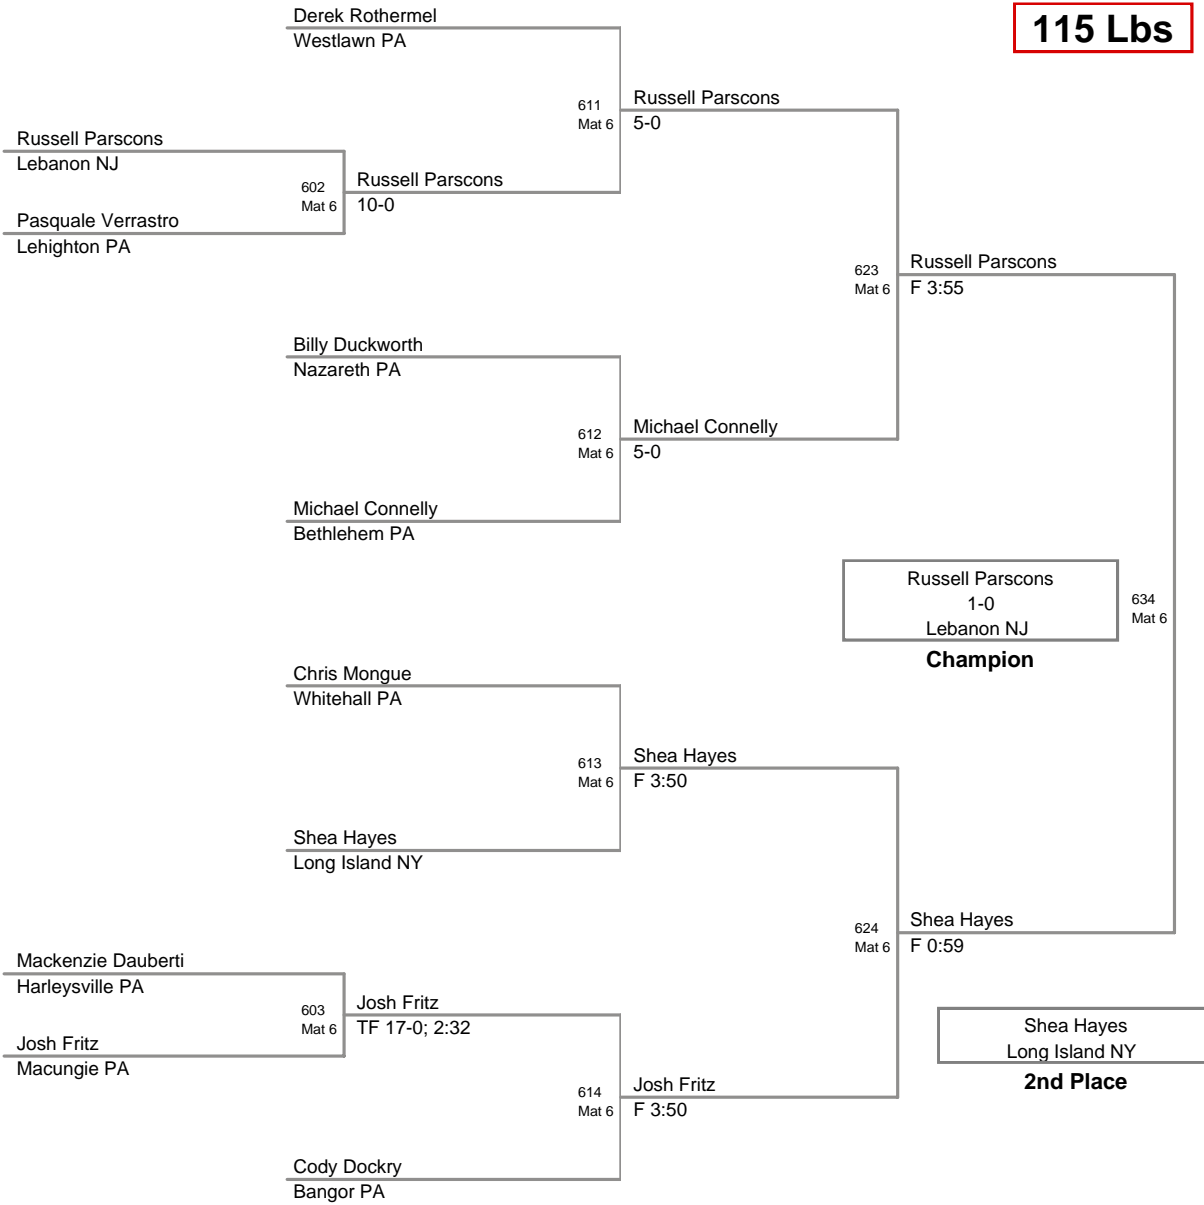 Derek Rothermel
Westlawn PA
115 Lbs
611
Mat 6
Russell Parscons
5-0
Russell Parscons
Lebanon NJ
602
Mat 6
Russell Parscons
10-0
Pasquale Verrastro
Lehighton PA
623
Mat 6
Russell Parscons
F 3:55
Billy Duckworth
Nazareth PA
612
Mat 6
Michael Connelly
5-0
Michael Connelly
Bethlehem PA
Russell Parscons
1-0
Lebanon NJ
Champion
634
Mat 6
Chris Mongue
Whitehall PA
613
Mat 6
Shea Hayes
F 3:50
Shea Hayes
Long Island NY
624
Mat 6
Shea Hayes
F 0:59
Mackenzie Dauberti
Harleysville PA
603
Mat 6
Josh Fritz
TF 17-0; 2:32
Josh Fritz
Macungie PA
Shea Hayes
Long Island NY
2nd Place
614
Mat 6
Josh Fritz
F 3:50
Cody Dockry
Bangor PA